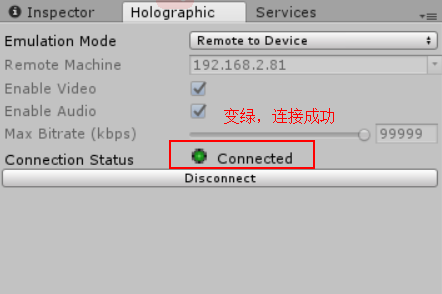 Inspector Holographic Services
Emulation Mode Remote to Device
Remote Machine 192.168.2.81
Enable Video
Enable Audio
变绿，连接成功
Max Bitrate (kbps) 99999
Connection Status Connected
Disconnect